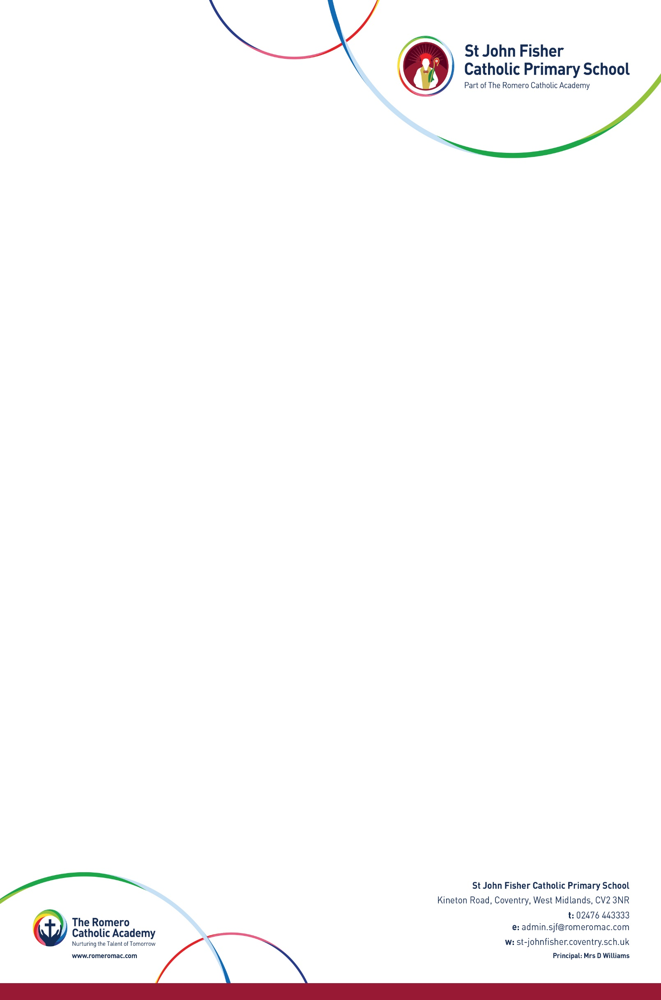 St John Fisher
Catholic Primary School
Part of The Romero Catholic Academy
St John Fisher Catholic Primary School
Kineton Road, Coventry, West Midlands, CV2 3NR
t: 02476 443333
e: admin.sjf@romeromac.com
w: st-johnfisher.coventry.sch.uk
Principal: Mrs D Williams
The Romero
Catholic Academy
Nurturing the Talent of Tomorrow
www.romeromac.com